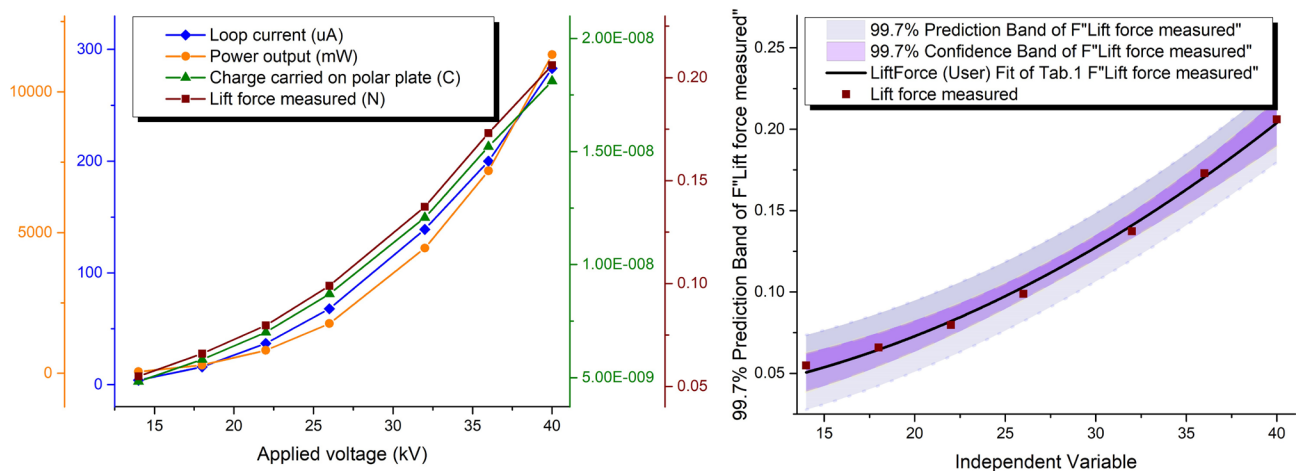 Loop current (uA)
Power output (mW)
Charge carried on polar plate (C)
Lift force measured (N)
10000
5000
0
300
200
100
0
2.00E-008
1.50E-008
1.00E-008
5.00E-009
0.20
0.15
0.10
0.05
15 20 25 30 35 40
Applied voltage (kV)
99.7% Prediction Band of F"Lift force measured"
99.7% Confidence Band of F"Lift force measured"
LiftForce (User) Fit of Tab.1 F"Lift force measured"
Lift force measured
99.7% Prediction Band of F"Lift force measured"
0.25
0.20
0.15
0.10
0.05
15 20 25 30 35 40
Independent Variable